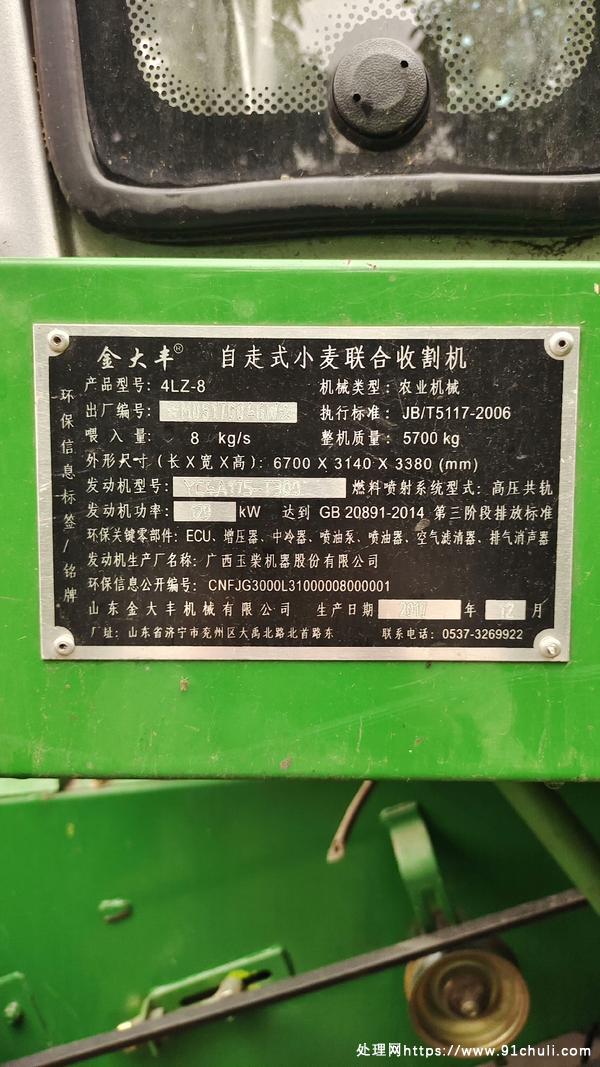 金大丰® 自走式小麦联合收割机
环保信息标签/铭牌
产品型号: 4LZ-8 机械类型: 农业机械
出厂编号: 执行标准: JB/T5117-2006
喂入量: 8 kg/s 整机质量: 5700 kg
外形尺寸(长X宽X高): 6700 X 3140 X 3380 (mm)
发动机型号: 燃料喷射系统型式: 高压共轨
发动机功率: 129 kW 达到 GB 20891-2014 第三阶段排放标准
环保关键零部件: ECU、增压器、中冷器、喷油泵、喷油器、空气滤清器、排气消声器
发动机生产厂名称: 广西玉柴机器股份有限公司
环保信息公开编号: CNFJG3000L31000008000001
山东金大丰机械有限公司 生产日期 2017 年 12 月
厂址: 山东省济宁市兖州区大禹北路北首路东 联系电话: 0537-3269922
处理网https://www.91chuli.com